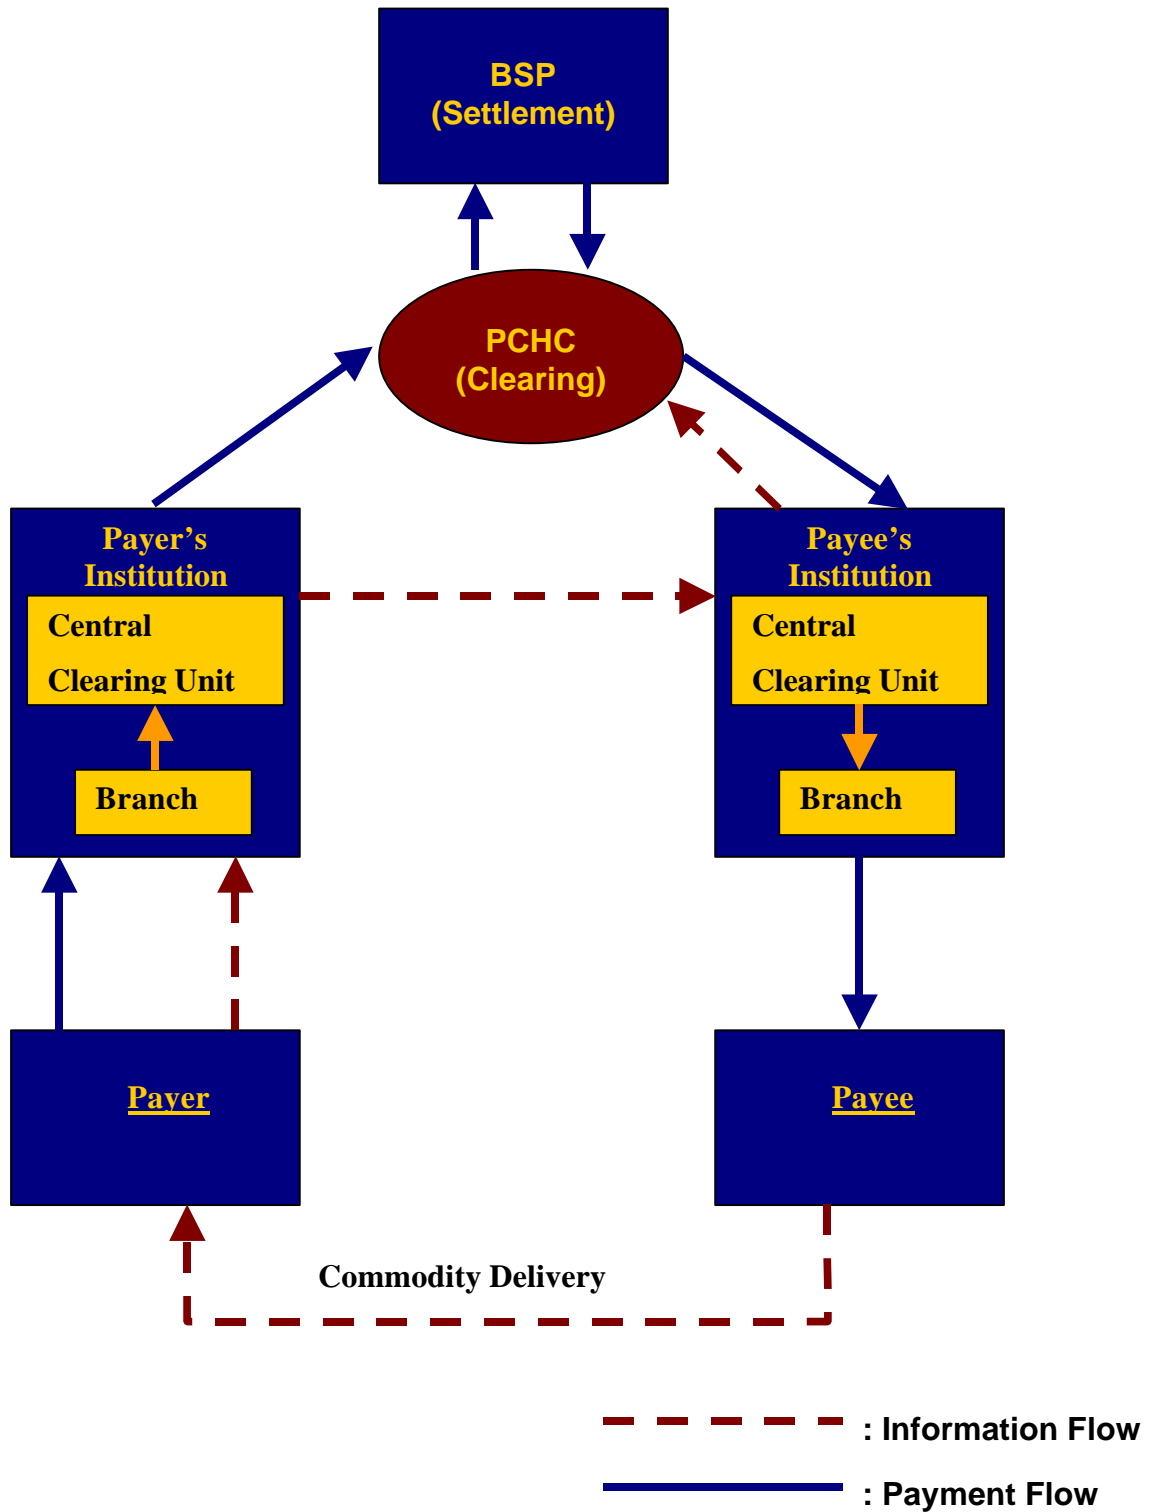 BSP
(Settlement)
PCHC
(Clearing)
Payer’s
Institution
Central
Clearing Unit
Branch
Payee’s
Institution
Central
Clearing Unit
Branch
Payer
Payee
Commodity Delivery
: Information Flow
: Payment Flow